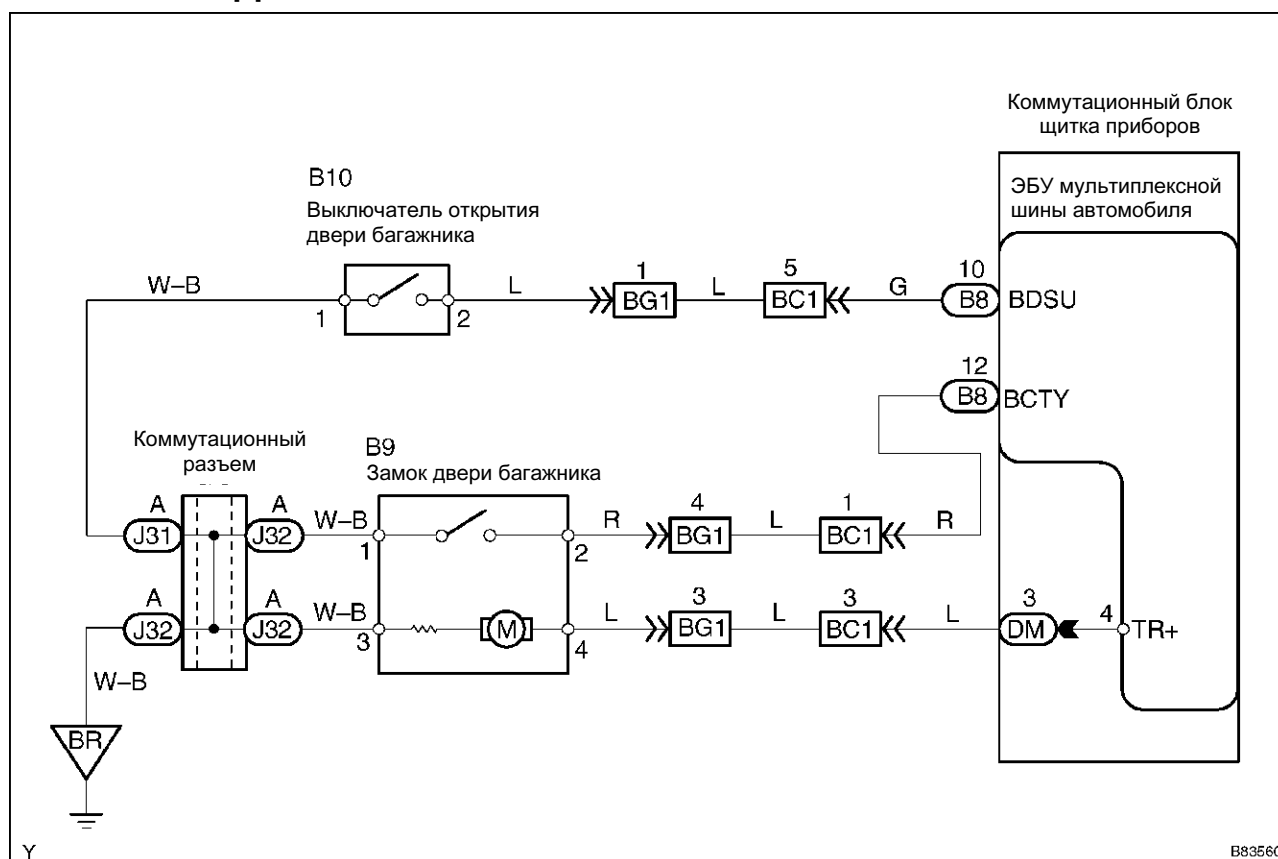 Коммутационный блок
щитка приборов
ЭБУ мультиплексной
шины автомобиля
B10
Выключатель открытия
двери багажника
W–B
1
2
L
1
BG1
L
5
BC1
G
10
B8
BDSU
12
B8
BCTY
Коммутационный
разъем
B9
Замок двери багажника
A
J31
A
J32
W–B
1
2
R
4
BG1
L
1
BC1
R
A
J32
A
J32
W–B
3
M
4
L
3
BG1
L
3
BC1
L
3
DM
4
TR+
W–B
BR
Y